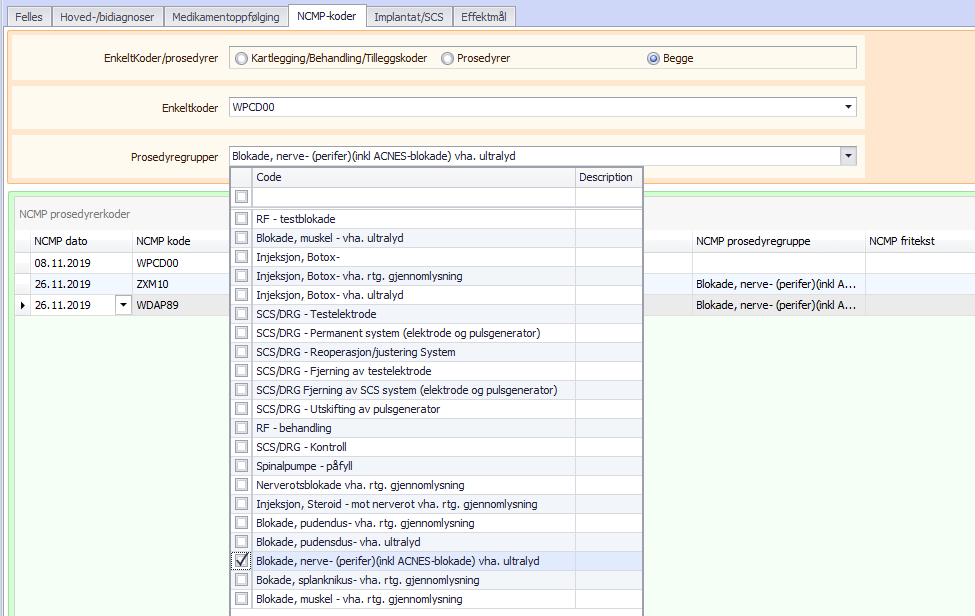 Felles Hoved-/bidiagnoser Medikamentoppfølging NCMP-koder Implantat/SCS Effektmål
EnkeltKoder/prosedyrer Kartlegging/Behandling/Tilleggskoder Prosedyrer Begge
Enkeltkoder WPCD00
Prosedyregrupper Blokade, nerve- (perifer)(inkl ACNES-blokade) vha. ultralyd
Code Description
RF - testblokade
Blokade, muskel - vha. ultralyd
Injeksjon, Botox-
Injeksjon, Botox- vha. rtg. gjennomlysning
Injeksjon, Botox- vha. ultralyd
SCS/DRG - Testelektrode
SCS/DRG - Permanent system (elektrode og pulsgenerator)
SCS/DRG - Reoperasjon/justering System
SCS/DRG - Fjerning av testelektrode
SCS/DRG Fjerning av SCS system (elektrode og pulsgenerator)
SCS/DRG - Utskifting av pulsgenerator
RF - behandling
SCS/DRG - Kontroll
Spinalpumpe - påfyll
Nerverotsblokade vha. rtg. gjennomlysning
Injeksjon, Steroid - mot nerverot vha. rtg. gjennomlysning
Blokade, pudendus- vha. rtg. gjennomlysning
Blokade, pudensdus- vha. ultralyd
Blokade, nerve- (perifer)(inkl ACNES-blokade) vha. ultralyd
Bokade, splanknikus- vha. rtg. gjennomlysning
Blokade, muskel - vha. rtg. gjennomlysning
NCMP prosedyrerkoder
NCMP dato NCMP kode NCMP prosedyregruppe NCMP fritekst
08.11.2019 WPCD00
26.11.2019 ZXM10 Blokade, nerve- (perifer)(inkl A...
26.11.2019 WDAP89 Blokade, nerve- (perifer)(inkl A...